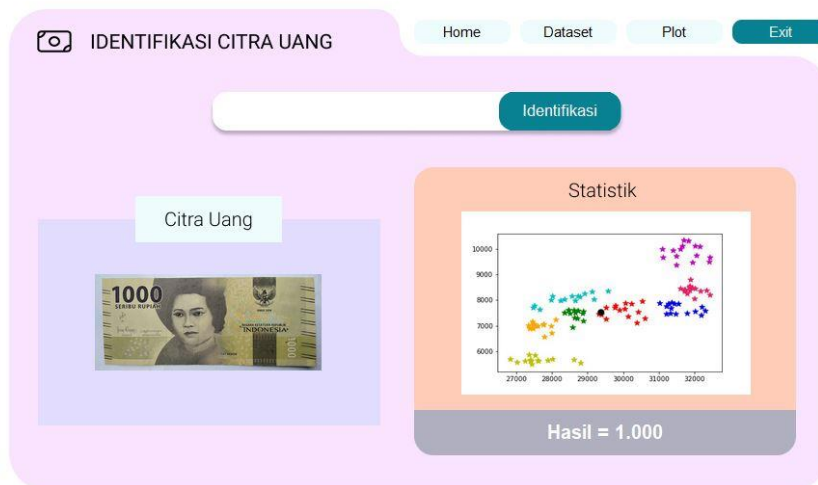 IDENTIFIKASI CITRA UANG
Home
Dataset
Plot
Exit
Identifikasi
Citra Uang
1000
SERIBU RUPIAH
INDONESIA
1000
Statistik
10000
9000
8000
7000
6000
27000 28000 29000 30000 31000 32000
Hasil = 1.000